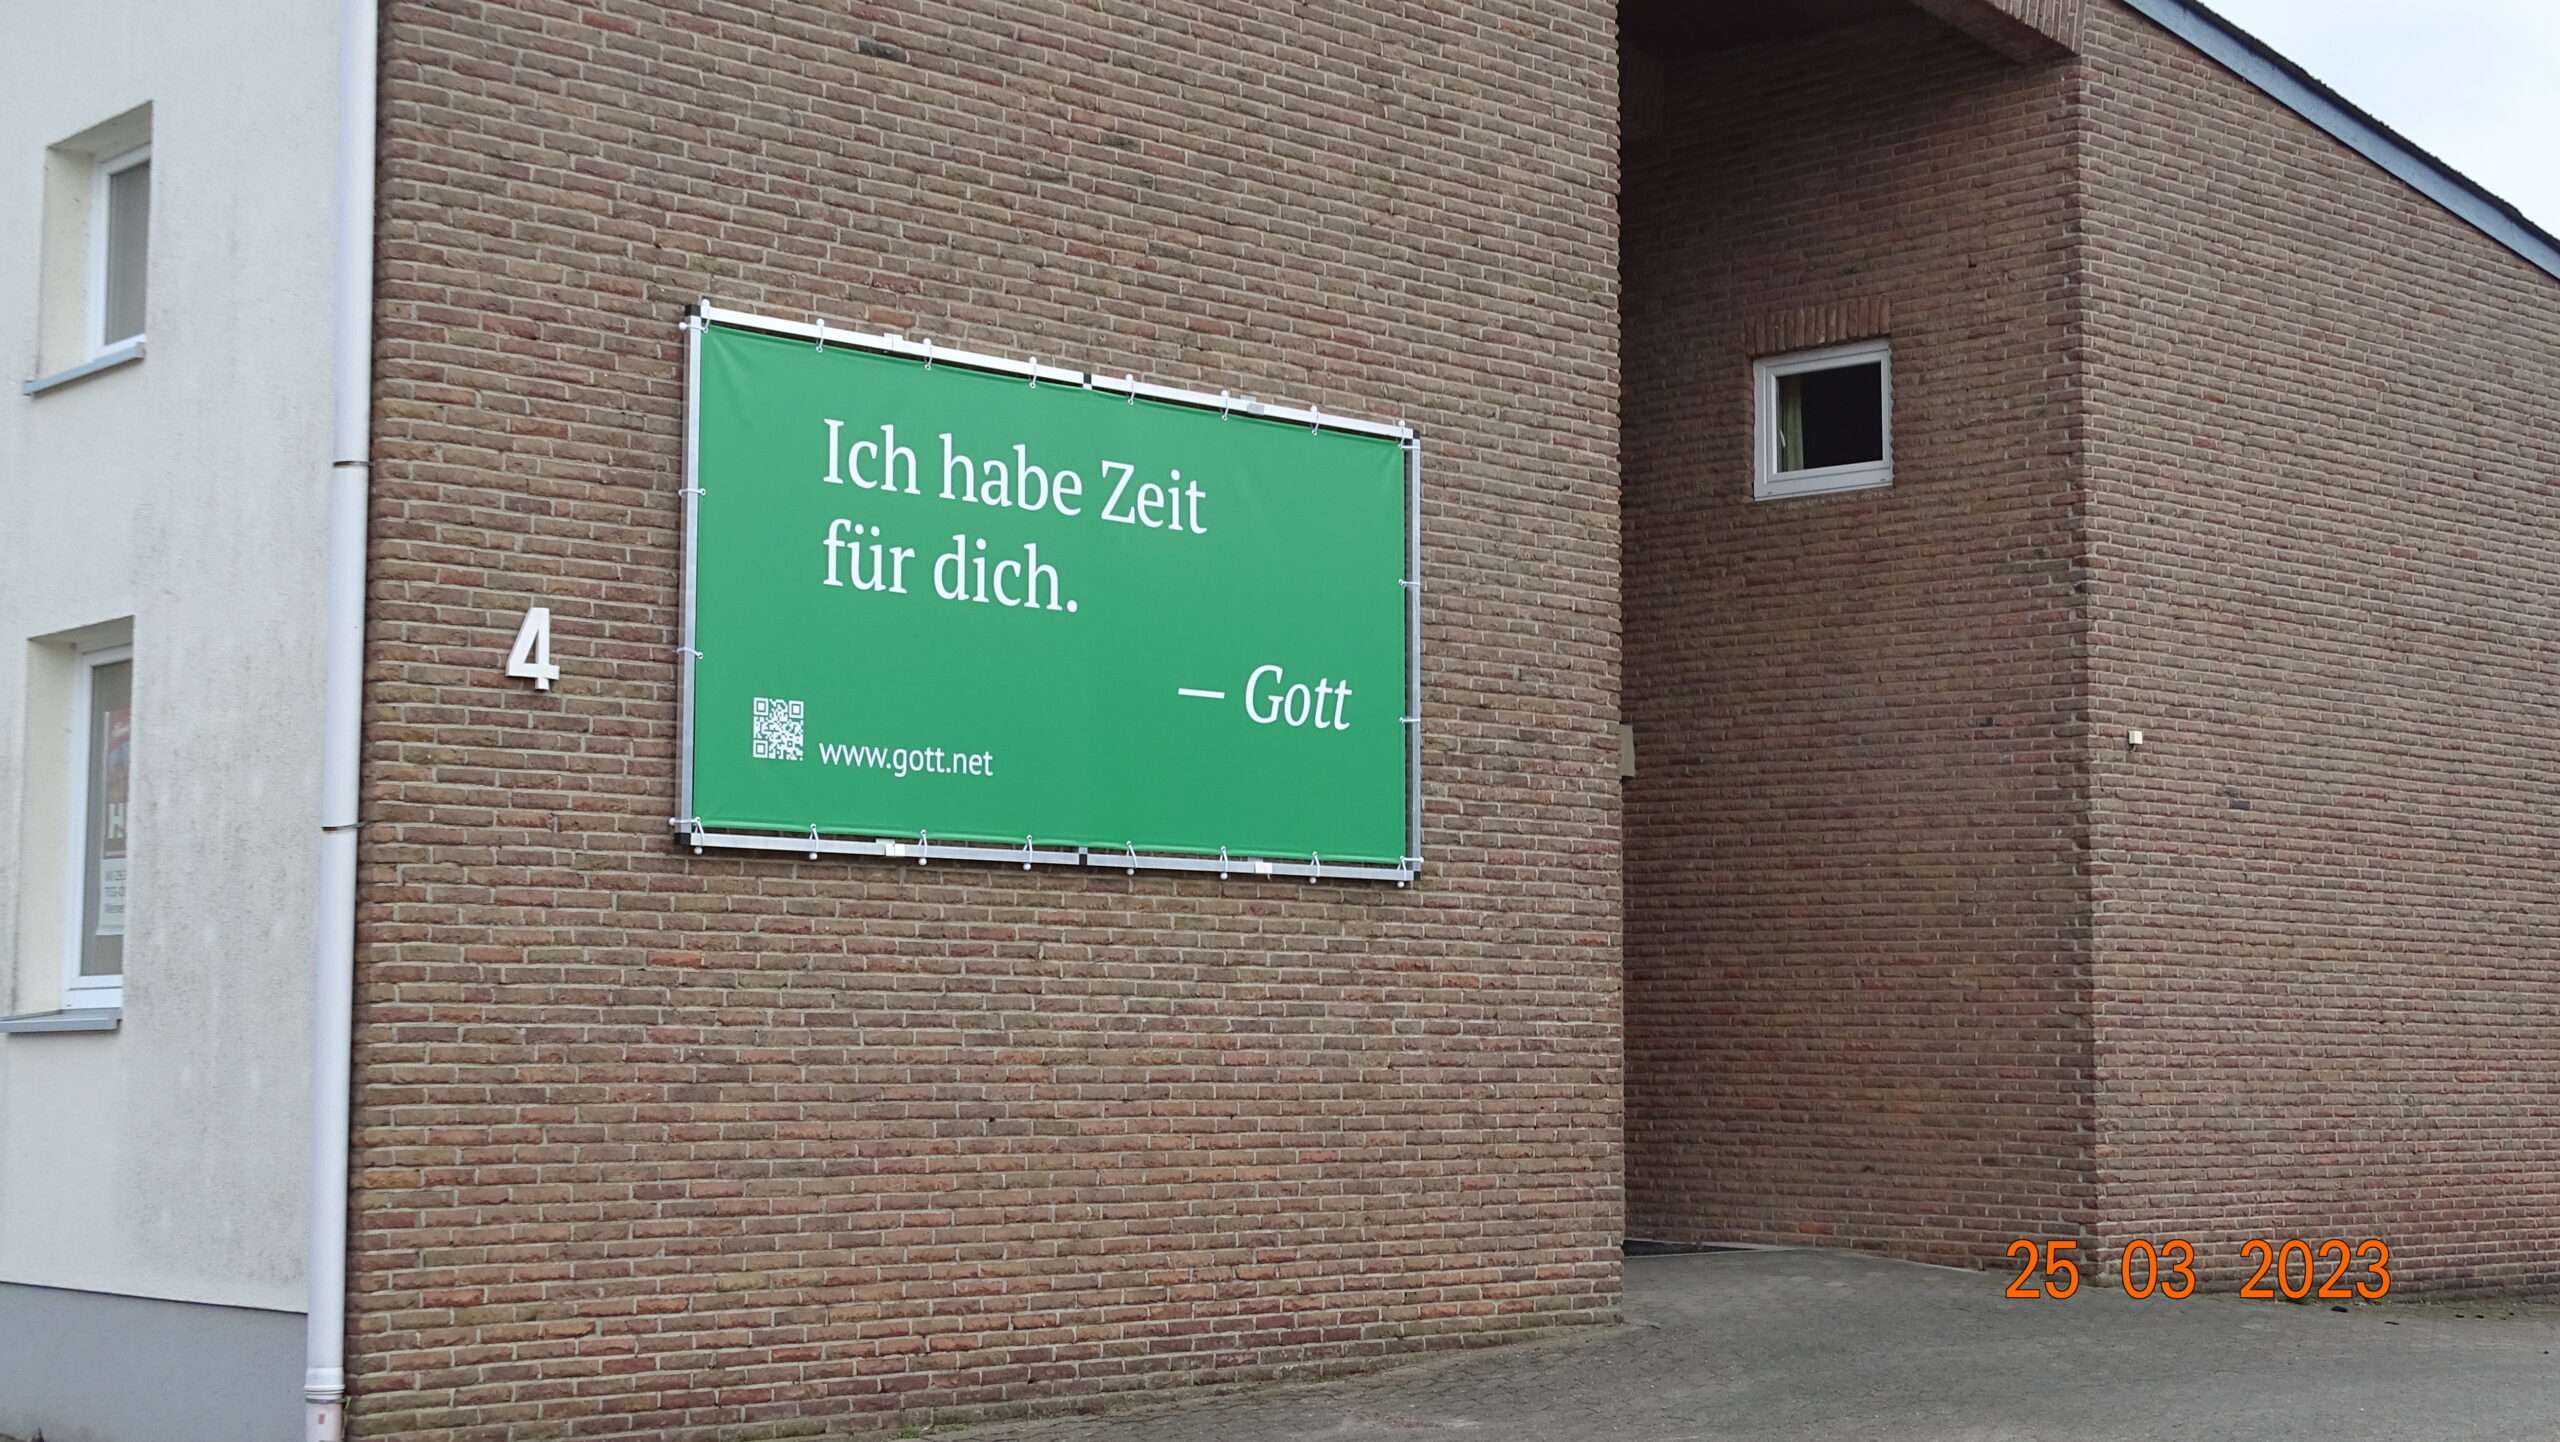 Ich habe Zeit
für dich.
– Gott
www.gott.net
4
25 03 2023